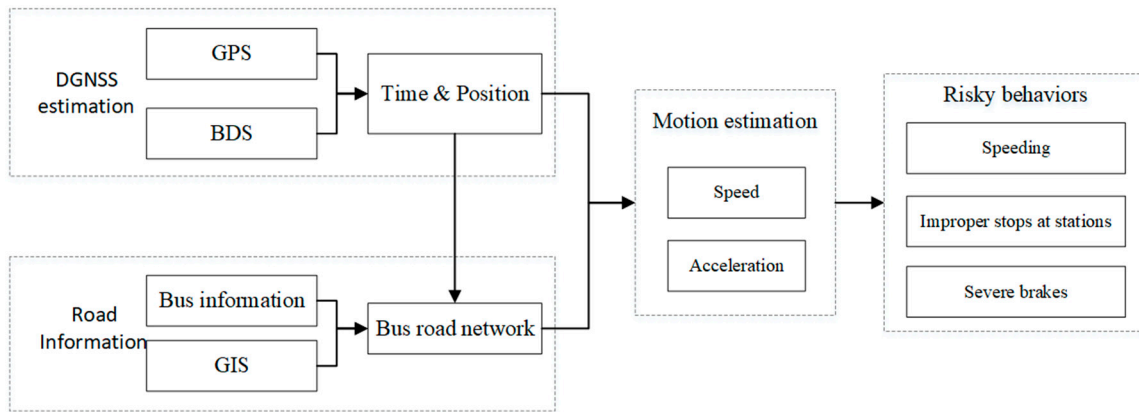 DGNSS
estimation
GPS
BDS
Time & Position
Road
Information
Bus information
GIS
Bus road network
Motion estimation
Speed
Acceleration
Risky behaviors
Speeding
Improper stops at stations
Severe brakes